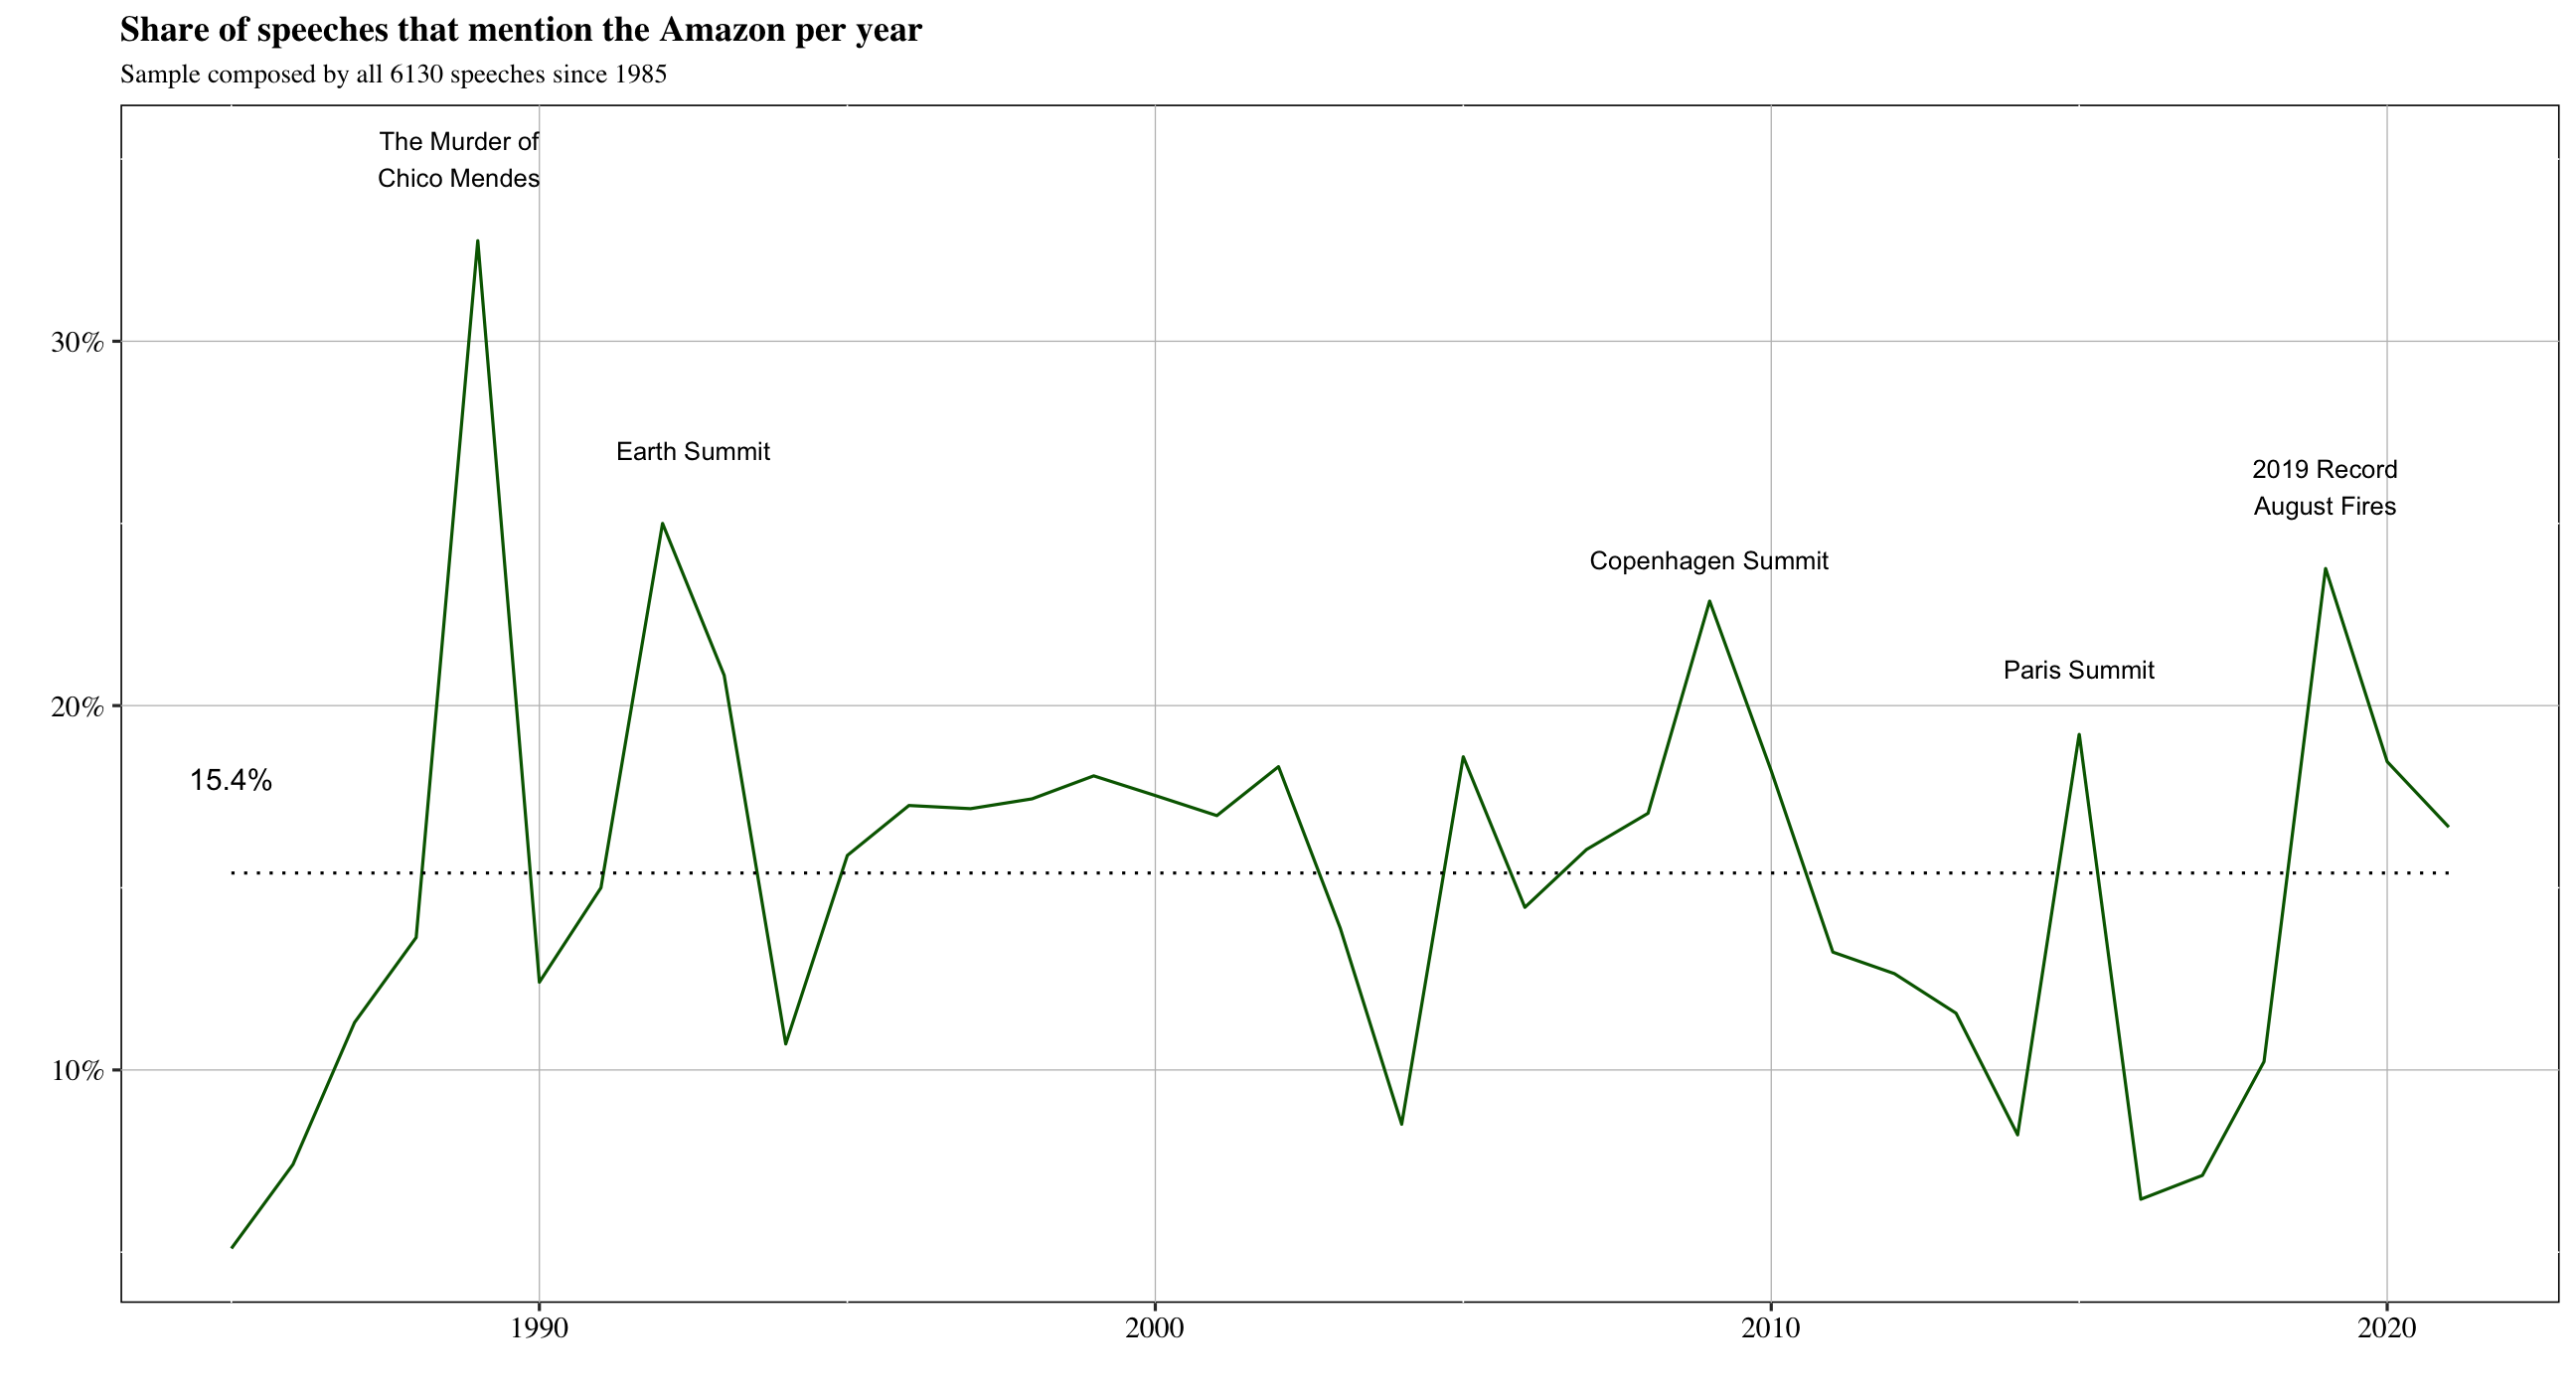 Share of speeches that mention the Amazon per year
Sample composed by all 6130 speeches since 1985
The Murder of
Chico Mendes
30%
Earth Summit
2019 Record
August Fires
Copenhagen Summit
Paris Summit
20%
15.4%
10%
1990
2000
2010
2020